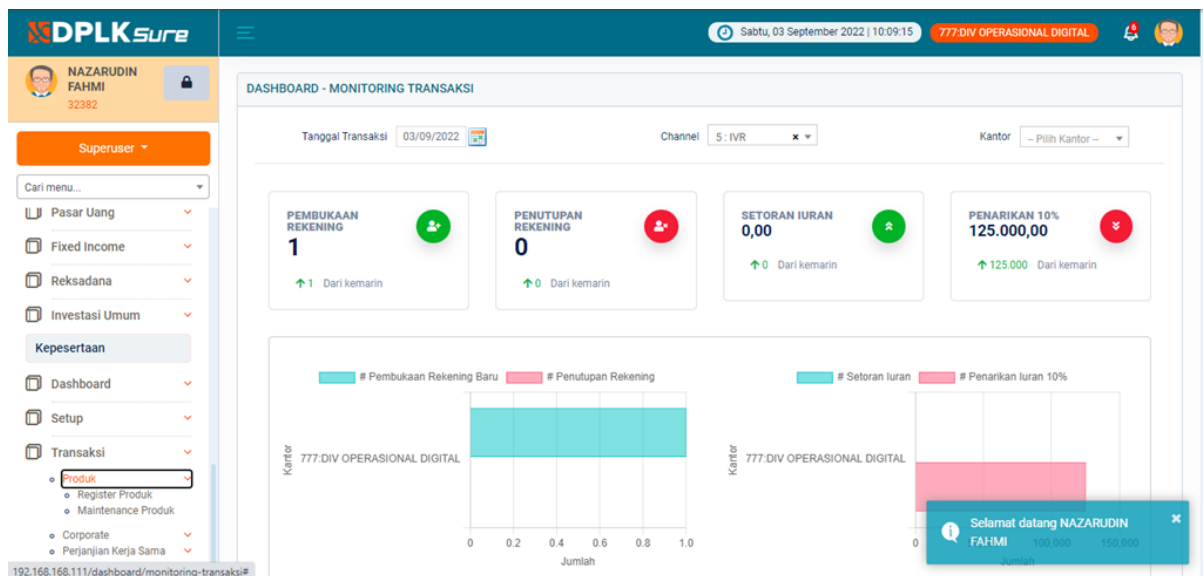 DPLKSure
Sabtu, 03 September 2022 | 10:09:15
777:DIV OPERASIONAL DIGITAL
NAZARUDIN
FAHMI
32382
Superuser
Cari menu...
Pasar Uang
Fixed Income
Reksadana
Investasi Umum
Kepesertaan
Dashboard
Setup
Transaksi
Produk
Register Produk
Maintenance Produk
Corporate
Perjanjian Kerja Sama
192.168.168.111/dashboard/monitoring-transaksi#
DASHBOARD - MONITORING TRANSAKSI
Tanggal Transaksi 03/09/2022
Channel 5 : IVR
Kantor -- Pilih Kantor --
PEMBUKAAN
REKENING
1
1 Dari kemarin
PENUTUPAN
REKENING
0
0 Dari kemarin
SETORAN IURAN
0,00
0 Dari kemarin
PENARIKAN 10%
125.000,00
125.000 Dari kemarin
# Pembukaan Rekening Baru # Penutupan Rekening
Kantor
777:DIV OPERASIONAL DIGITAL
0 0.2 0.4 0.6 0.8 1.0
Jumlah
# Setoran Iuran # Penarikan Iuran 10%
Kantor
777:DIV OPERASIONAL DIGITAL
0 100,000 150,000
Jumlah
Selamat datang NAZARUDIN
FAHMI